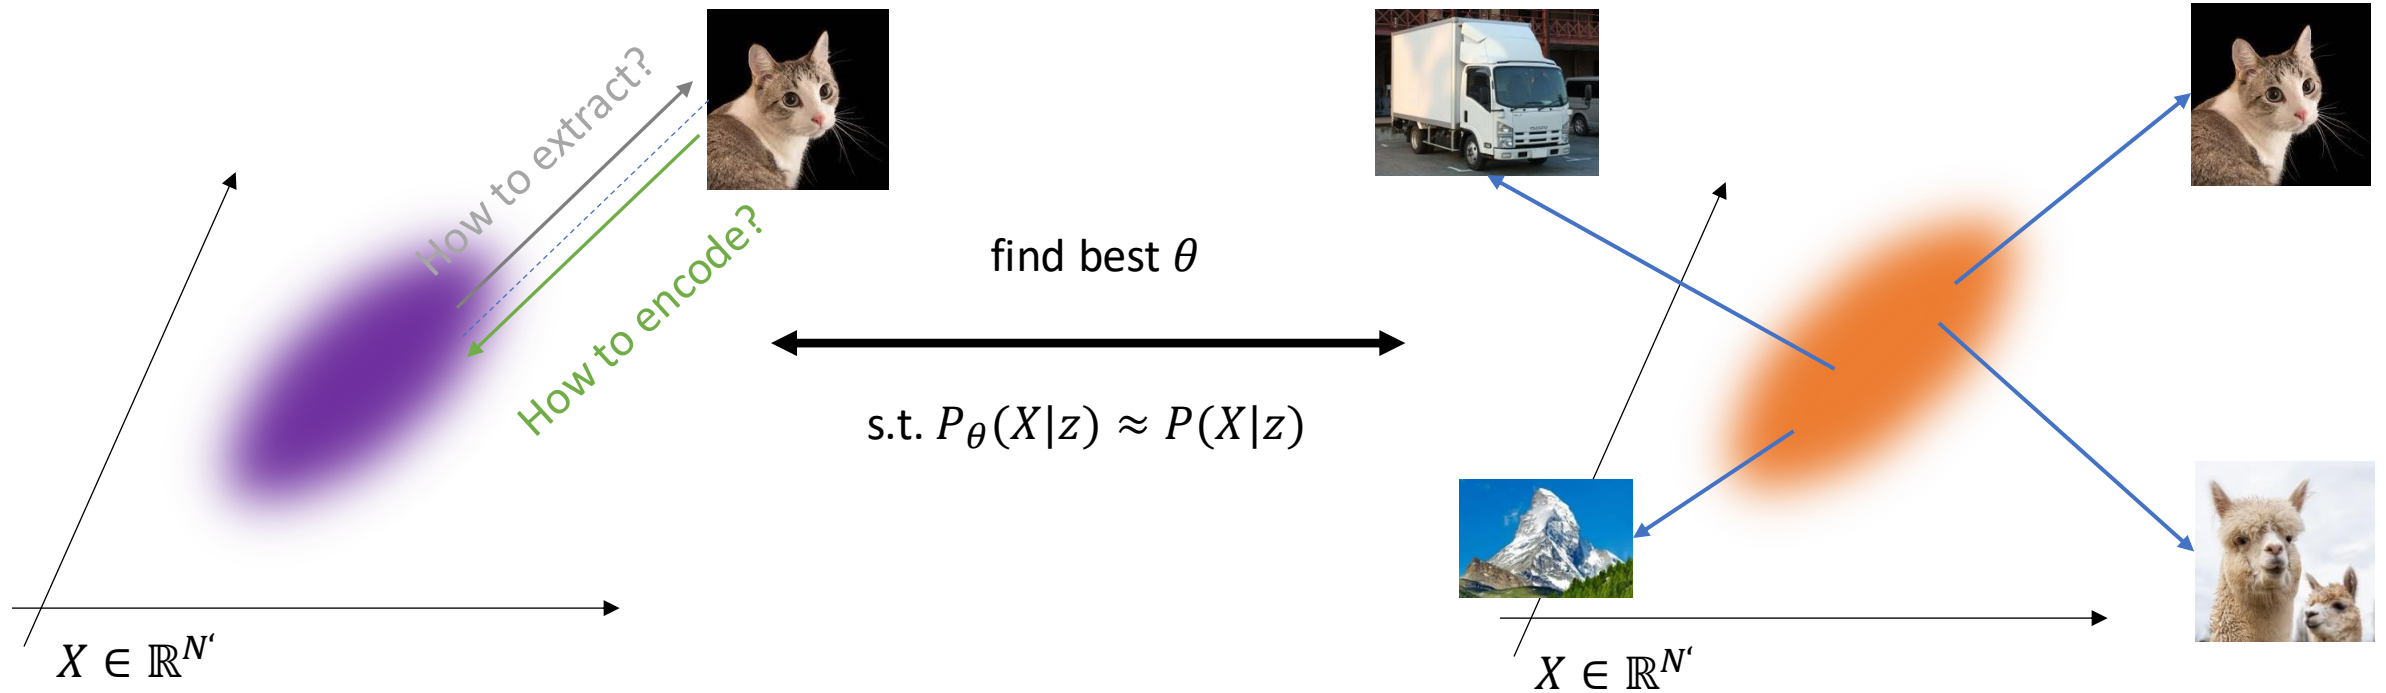 How to extract?
How to encode?
find best θ
s.t. P_θ(X|z) ≈ P(X|z)
X ∈ ℝ^N‘
X ∈ ℝ^N‘